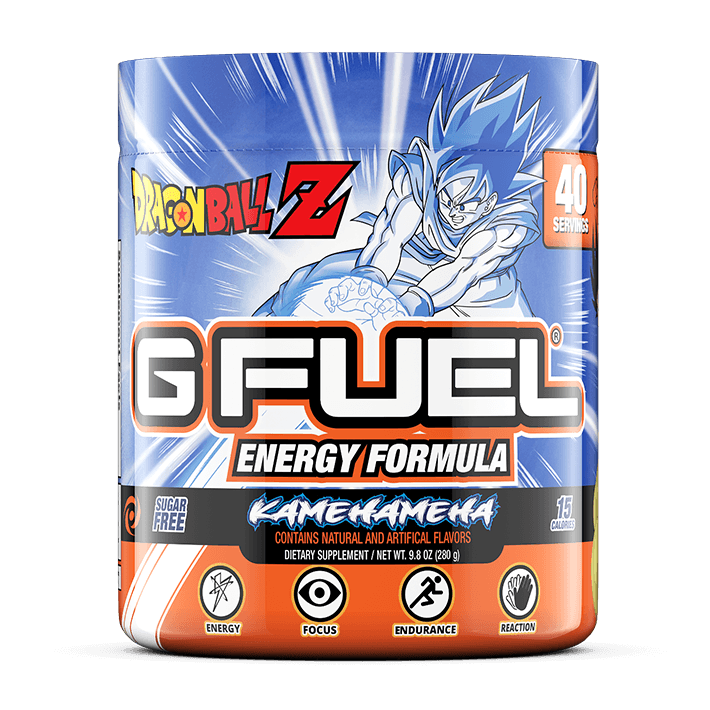 DRAGON BALL Z
40
SERVINGS
G FUEL®
ENERGY FORMULA
SUGAR
FREE
KAMEHAMEHA
15
CALORIES
CONTAINS NATURAL AND ARTIFICAL FLAVORS
DIETARY SUPPLEMENT / NET WT. 9.8 OZ (280 g)
ENERGY
FOCUS
ENDURANCE
REACTION